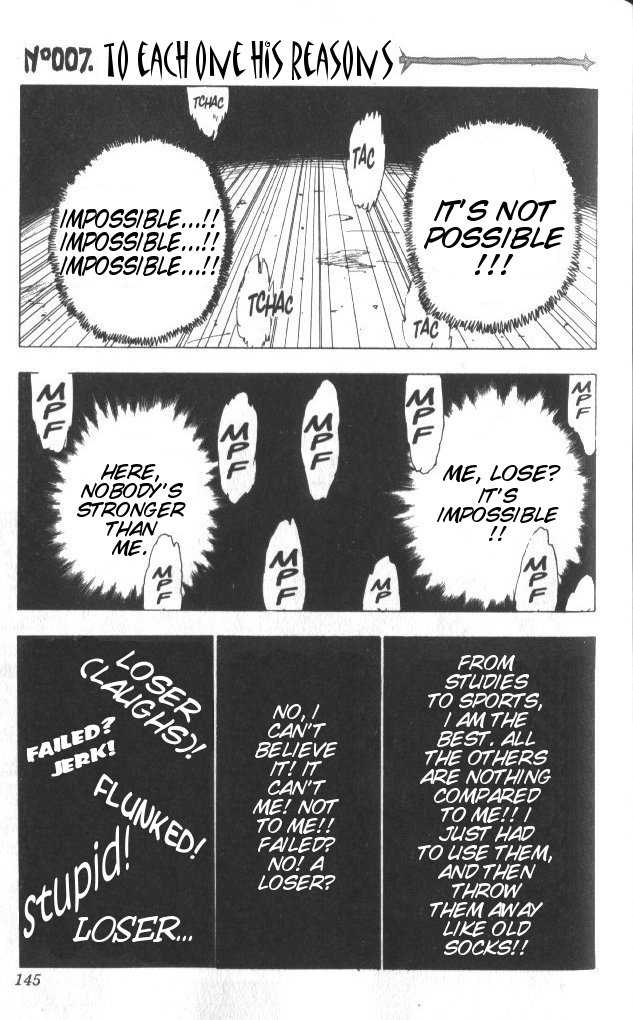 Nº007. TO EACH ONE HIS REASONS
TCHAC
TAC
IT'S NOT
POSSIBLE
!!!
IMPOSSIBLE...!!
IMPOSSIBLE...!!
IMPOSSIBLE...!!
TCHAC
TAC
MPF
MPF
MPF
MPF
MPF
ME, LOSE?
IT'S
IMPOSSIBLE
!!
HERE,
NOBODY'S
STRONGER
THAN
ME.
MPF
MPF
MPF
MPF
FROM
STUDIES
TO SPORTS,
I AM THE
BEST. ALL
THE OTHERS
ARE NOTHING
COMPARED
TO ME!! I
JUST HAD
TO USE THEM,
AND THEN
THROW
THEM AWAY
LIKE OLD
SOCKS!!
NO, I
CAN'T
BELIEVE
IT! IT
CAN'T
ME! NOT
TO ME!!
FAILED?
NO! A
LOSER?
LOSER
(LAUGHS)!
FAILED?
JERK!
FLUNKED!
stupid!
LOSER...
145